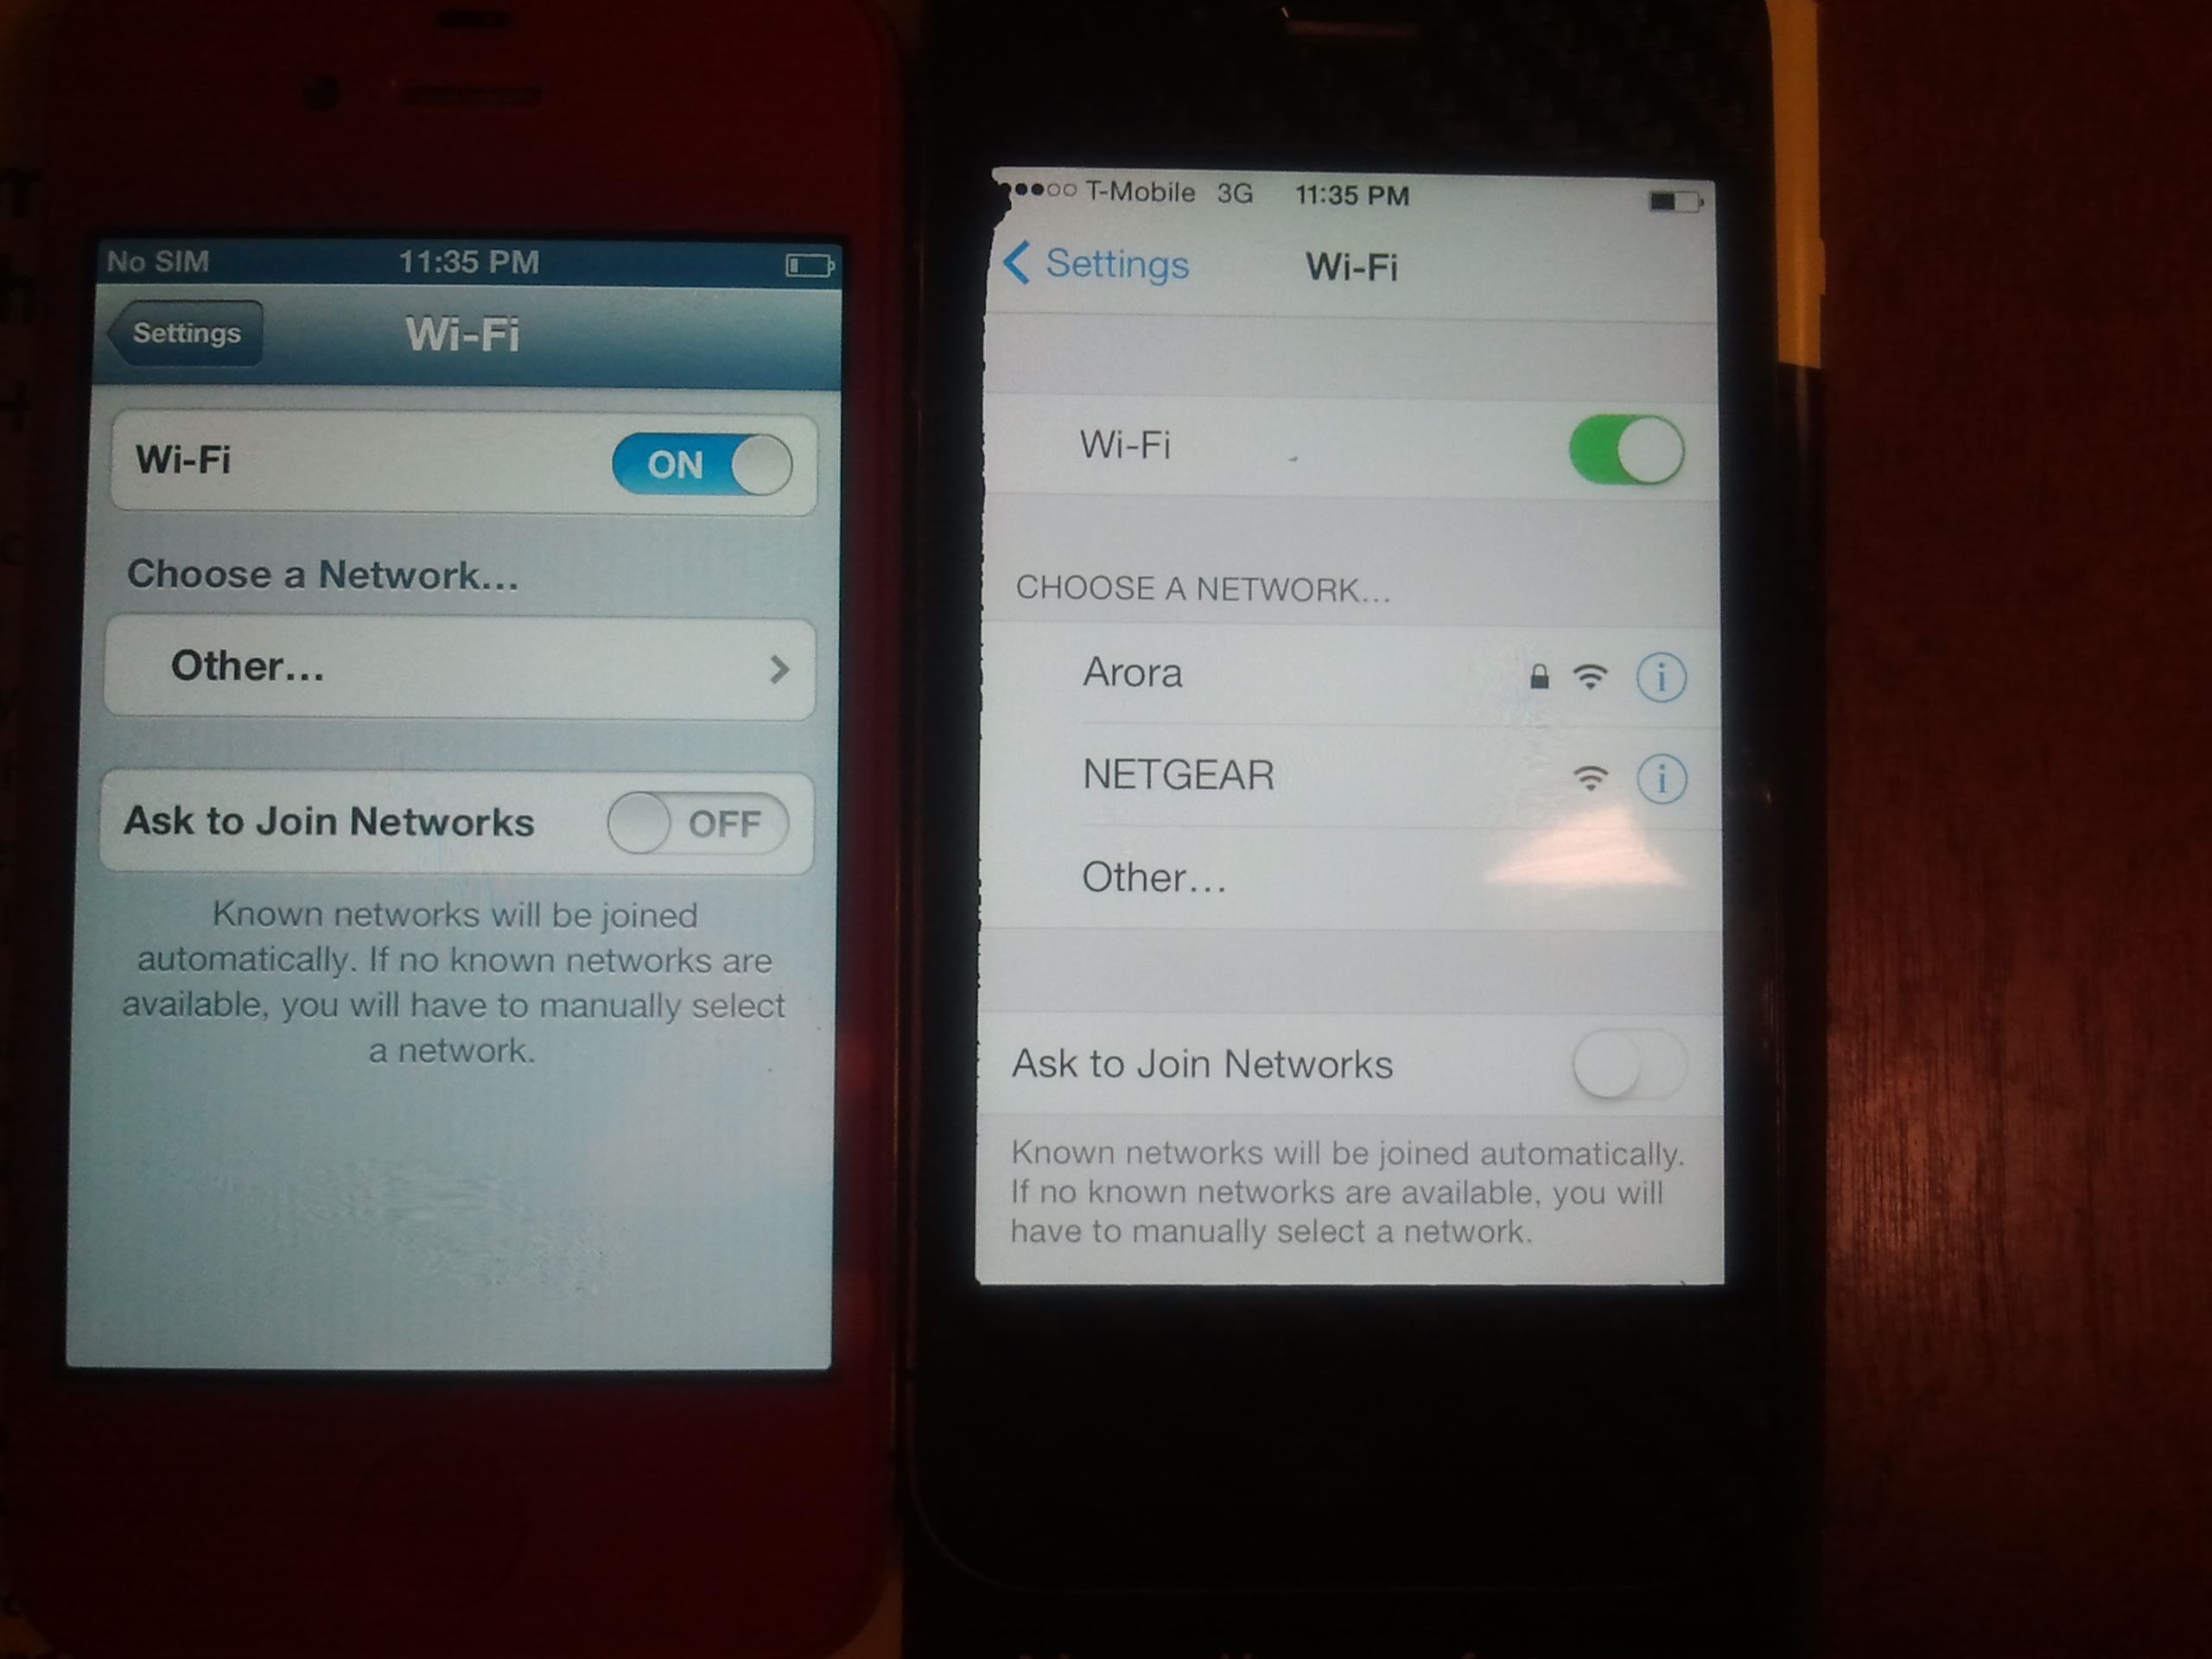 No SIM 11:35 PM
Settings Wi-Fi
Wi-Fi ON
Choose a Network...
Other...
Ask to Join Networks OFF
Known networks will be joined
automatically. If no known networks are
available, you will have to manually select
a network.
T-Mobile 3G 11:35 PM
Settings Wi-Fi
Wi-Fi
CHOOSE A NETWORK...
Arora
NETGEAR
Other...
Ask to Join Networks
Known networks will be joined automatically.
If no known networks are available, you will
have to manually select a network.